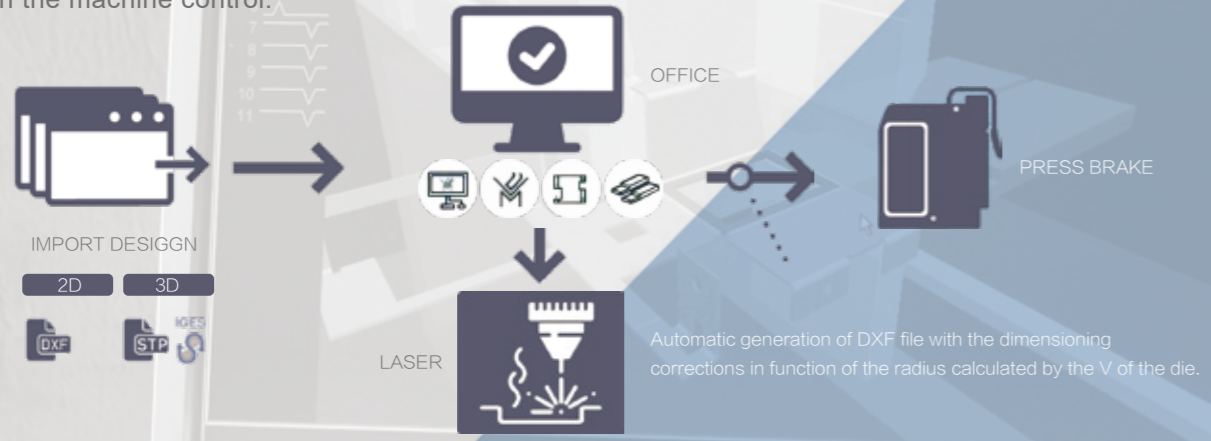 the machine control.
7
8
9
10
11
OFFICE
PRESS BRAKE
IMPORT DESIGGN
2D 3D
DXF STP IGES
LASER
Automatic generation of DXF file with the dimensioning
corrections in function of the radius calculated by the V of the die.